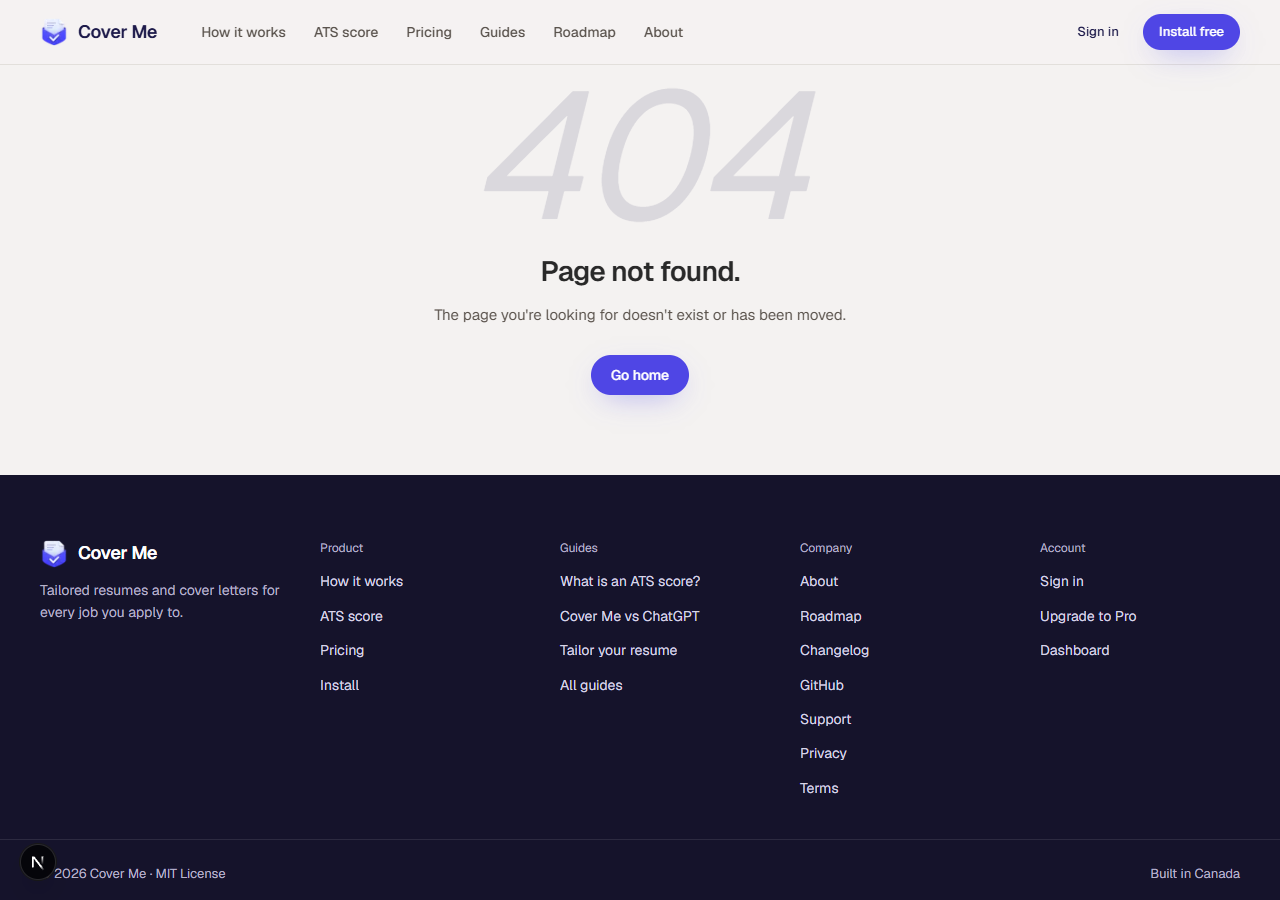 Cover Me
How it works
ATS score
Pricing
Guides
Roadmap
About
Sign in
Install free
404
Page not found.
The page you're looking for doesn't exist or has been moved.
Go home
Cover Me
Tailored resumes and cover letters for
every job you apply to.
Product
How it works
ATS score
Pricing
Install
Guides
What is an ATS score?
Cover Me vs ChatGPT
Tailor your resume
All guides
Company
About
Roadmap
Changelog
GitHub
Support
Privacy
Terms
Account
Sign in
Upgrade to Pro
Dashboard
N
2026 Cover Me · MIT License
Built in Canada